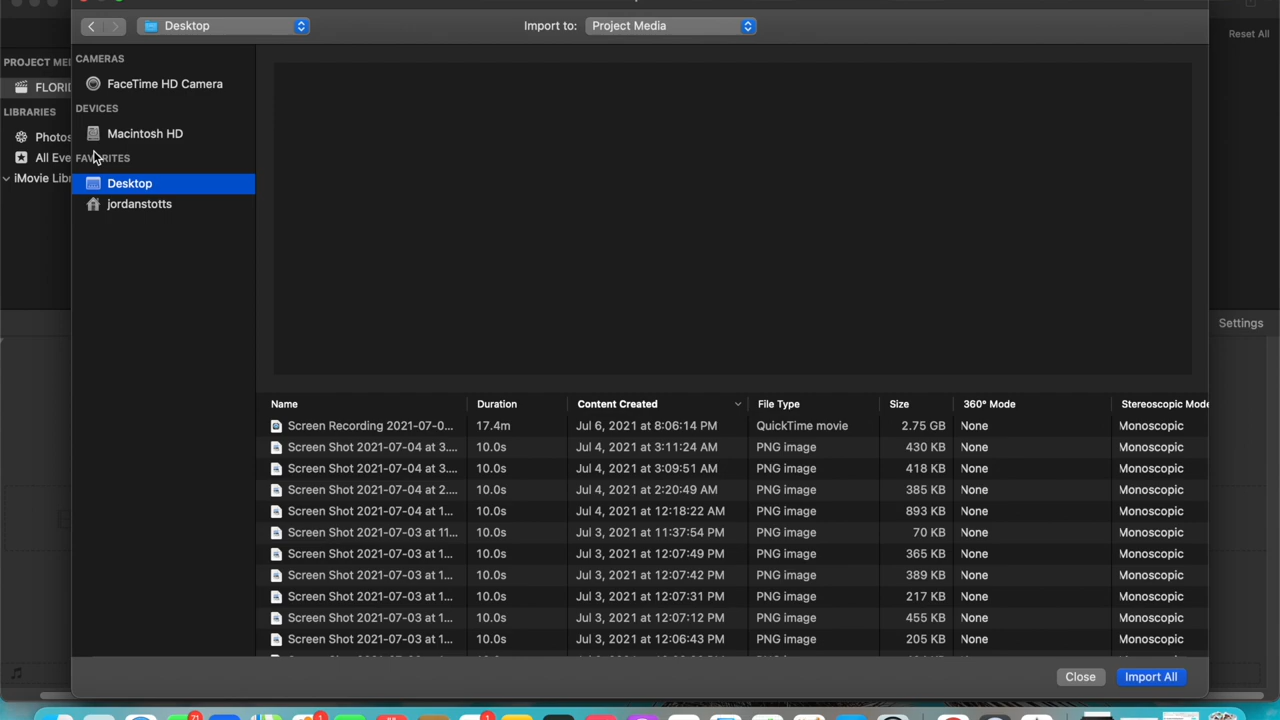 Desktop Import to: Project Media
Reset All
PROJECT ME
FLORID
LIBRARIES
Photos
All Eve
iMovie Libr
CAMERAS
FaceTime HD Camera
DEVICES
Macintosh HD
FAVORITES
Desktop
jordanstotts
Settings
Name Duration Content Created File Type Size 360° Mode Stereoscopic Mode
Screen Recording 2021-07-0... 17.4m Jul 6, 2021 at 8:06:14 PM QuickTime movie 2.75 GB None Monoscopic
Screen Shot 2021-07-04 at 3.... 10.0s Jul 4, 2021 at 3:11:24 AM PNG image 430 KB None Monoscopic
Screen Shot 2021-07-04 at 3.... 10.0s Jul 4, 2021 at 3:09:51 AM PNG image 418 KB None Monoscopic
Screen Shot 2021-07-04 at 2.... 10.0s Jul 4, 2021 at 2:20:49 AM PNG image 385 KB None Monoscopic
Screen Shot 2021-07-04 at 1... 10.0s Jul 4, 2021 at 12:18:22 AM PNG image 893 KB None Monoscopic
Screen Shot 2021-07-03 at 11... 10.0s Jul 3, 2021 at 11:37:54 PM PNG image 70 KB None Monoscopic
Screen Shot 2021-07-03 at 1... 10.0s Jul 3, 2021 at 12:07:49 PM PNG image 365 KB None Monoscopic
Screen Shot 2021-07-03 at 1... 10.0s Jul 3, 2021 at 12:07:42 PM PNG image 389 KB None Monoscopic
Screen Shot 2021-07-03 at 1... 10.0s Jul 3, 2021 at 12:07:31 PM PNG image 217 KB None Monoscopic
Screen Shot 2021-07-03 at 1... 10.0s Jul 3, 2021 at 12:07:12 PM PNG image 455 KB None Monoscopic
Screen Shot 2021-07-03 at 1... 10.0s Jul 3, 2021 at 12:06:43 PM PNG image 205 KB None Monoscopic
Close Import All